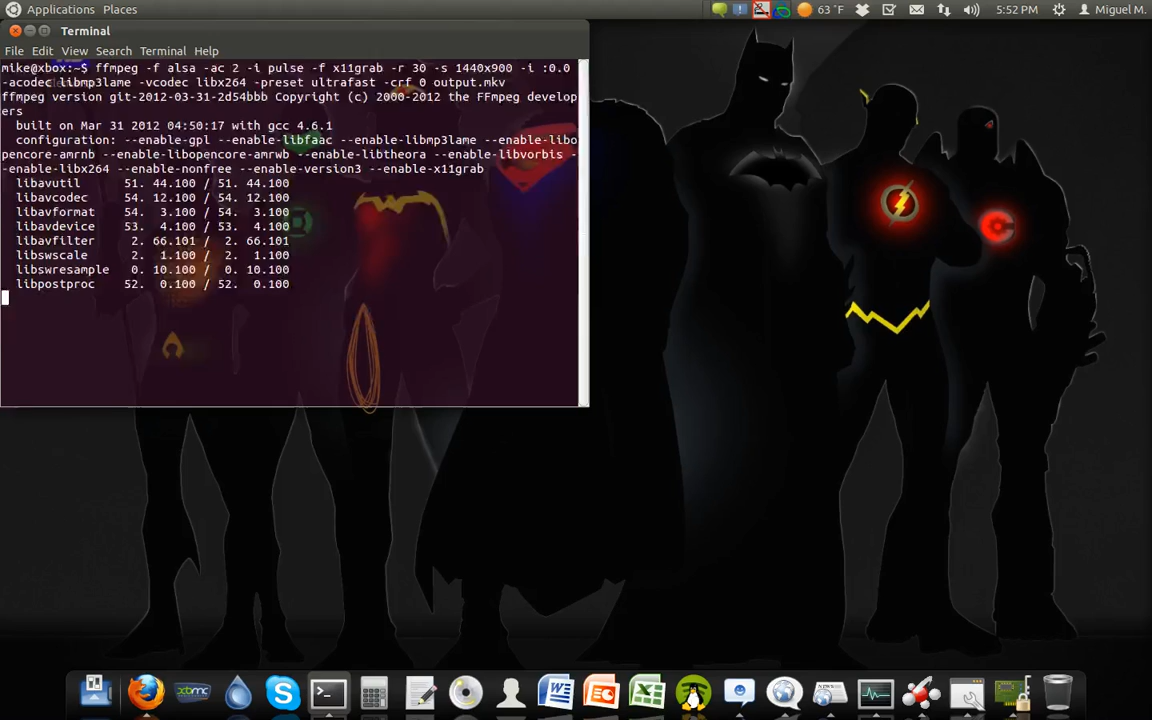 Applications Places
63 °F
5:52 PM
Miguel M.
Terminal
File Edit View Search Terminal Help
mike@xbox:~$ ffmpeg -f alsa -ac 2 -i pulse -f x11grab -r 30 -s 1440x900 -i :0.0
-acodec libmp3lame -vcodec libx264 -preset ultrafast -crf 0 output.mkv
ffmpeg version git-2012-03-31-2d54bbb Copyright (c) 2000-2012 the FFmpeg develop
ers
built on Mar 31 2012 04:50:17 with gcc 4.6.1
configuration: --enable-gpl --enable-libfaac --enable-libmp3lame --enable-libo
pencore-amrnb --enable-libopencore-amrwb --enable-libtheora --enable-libvorbis -
-enable-libx264 --enable-nonfree --enable-version3 --enable-x11grab
libavutil 51. 44.100 / 51. 44.100
libavcodec 54. 12.100 / 54. 12.100
libavformat 54. 3.100 / 54. 3.100
libavdevice 53. 4.100 / 53. 4.100
libavfilter 2. 66.101 / 2. 66.101
libswscale 2. 1.100 / 2. 1.100
libswresample 0. 10.100 / 0. 10.100
libpostproc 52. 0.100 / 52. 0.100
xbmc
NEWS